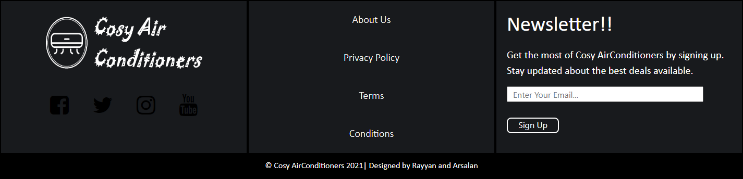 Cosy Air
Conditioners
You
Tube
About Us
Privacy Policy
Terms
Conditions
Newsletter!!
Get the most of Cosy AirConditioners by signing up.
Stay updated about the best deals available.
Enter Your Email...
Sign Up
© Cosy AirConditioners 2021| Designed by Rayyan and Arsalan